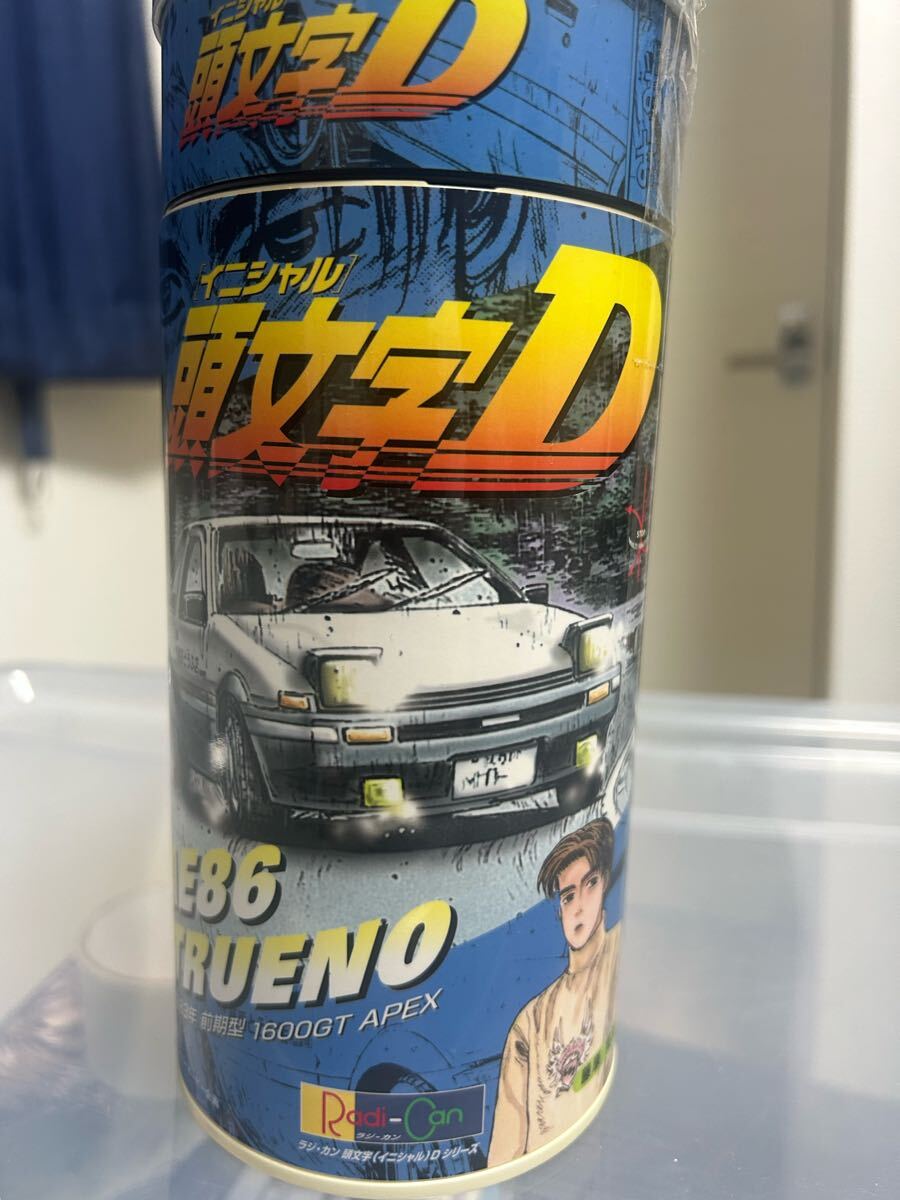 イニシャル
頭文字D
[イニシャル]
頭文字D
E86
TRUENO
3年 前期型 1600GT APEX
Radi-Can
ラジ・カン
ラジ・カン 頭文字(イニシャル)D シリーズ